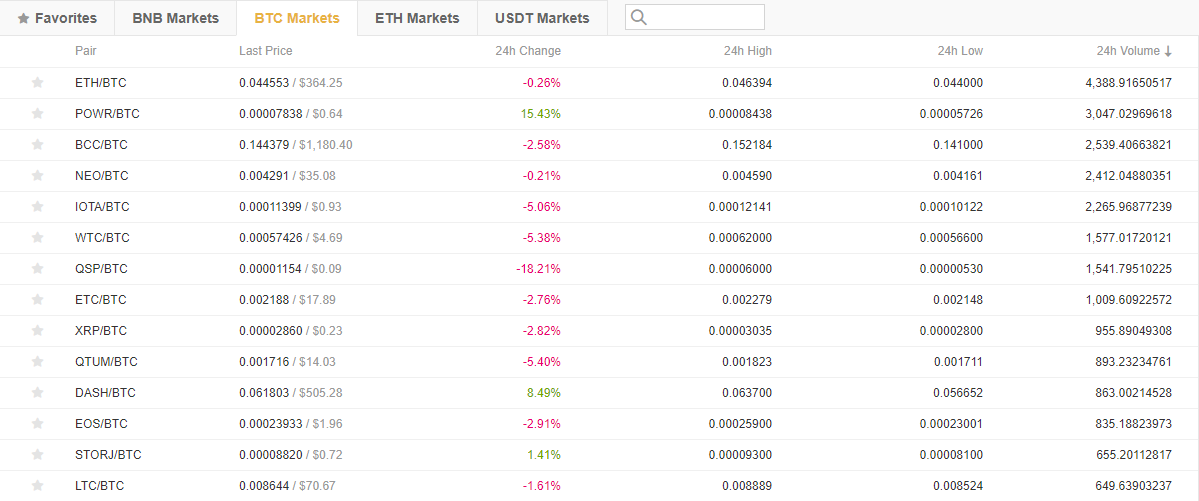 Favorites BNB Markets BTC Markets ETH Markets USDT Markets
Pair Last Price 24h Change 24h High 24h Low 24h Volume ↓
ETH/BTC 0.044553 / $364.25 -0.26% 0.046394 0.044000 4,388.91650517
POWR/BTC 0.00007838 / $0.64 15.43% 0.00008438 0.00005726 3,047.02969618
BCC/BTC 0.144379 / $1,180.40 -2.58% 0.152184 0.141000 2,539.40663821
NEO/BTC 0.004291 / $35.08 -0.21% 0.004590 0.004161 2,412.04880351
IOTA/BTC 0.00011399 / $0.93 -5.06% 0.00012141 0.00010122 2,265.96877239
WTC/BTC 0.00057426 / $4.69 -5.38% 0.00062000 0.00056600 1,577.01720121
QSP/BTC 0.00001154 / $0.09 -18.21% 0.00006000 0.00000530 1,541.79510225
ETC/BTC 0.002188 / $17.89 -2.76% 0.002279 0.002148 1,009.60922572
XRP/BTC 0.00002860 / $0.23 -2.82% 0.00003035 0.00002800 955.89049308
QTUM/BTC 0.001716 / $14.03 -5.40% 0.001823 0.001711 893.23234761
DASH/BTC 0.061803 / $505.28 8.49% 0.063700 0.056652 863.00214528
EOS/BTC 0.00023933 / $1.96 -2.91% 0.00025900 0.00023001 835.18823973
STORJ/BTC 0.00008820 / $0.72 1.41% 0.00009300 0.00008100 655.20112817
LTC/BTC 0.008644 / $70.67 -1.61% 0.008889 0.008524 649.63903237